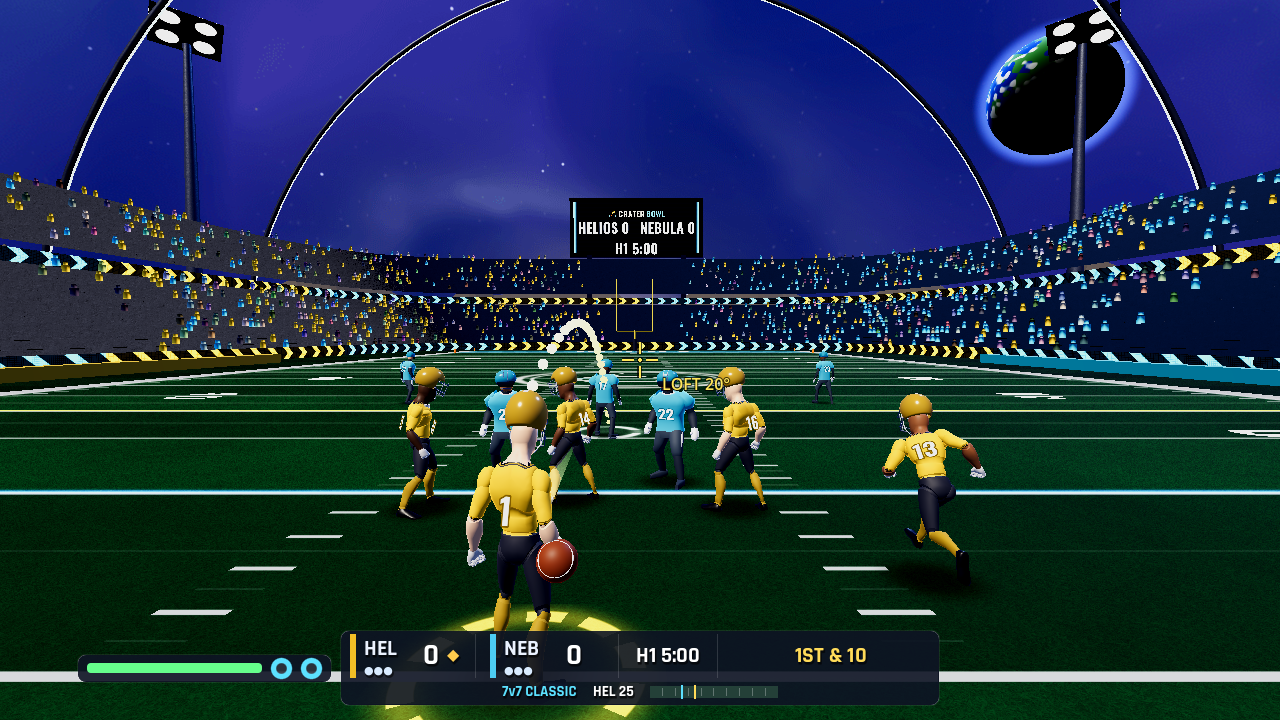 CRATER BOWL
HELIOS 0 NEBULA 0
H1 5:00
LOFT 20°
22
14
16
13
1
HEL 0 NEB 0 H1 5:00 1ST & 10
7v7 CLASSIC HEL 25